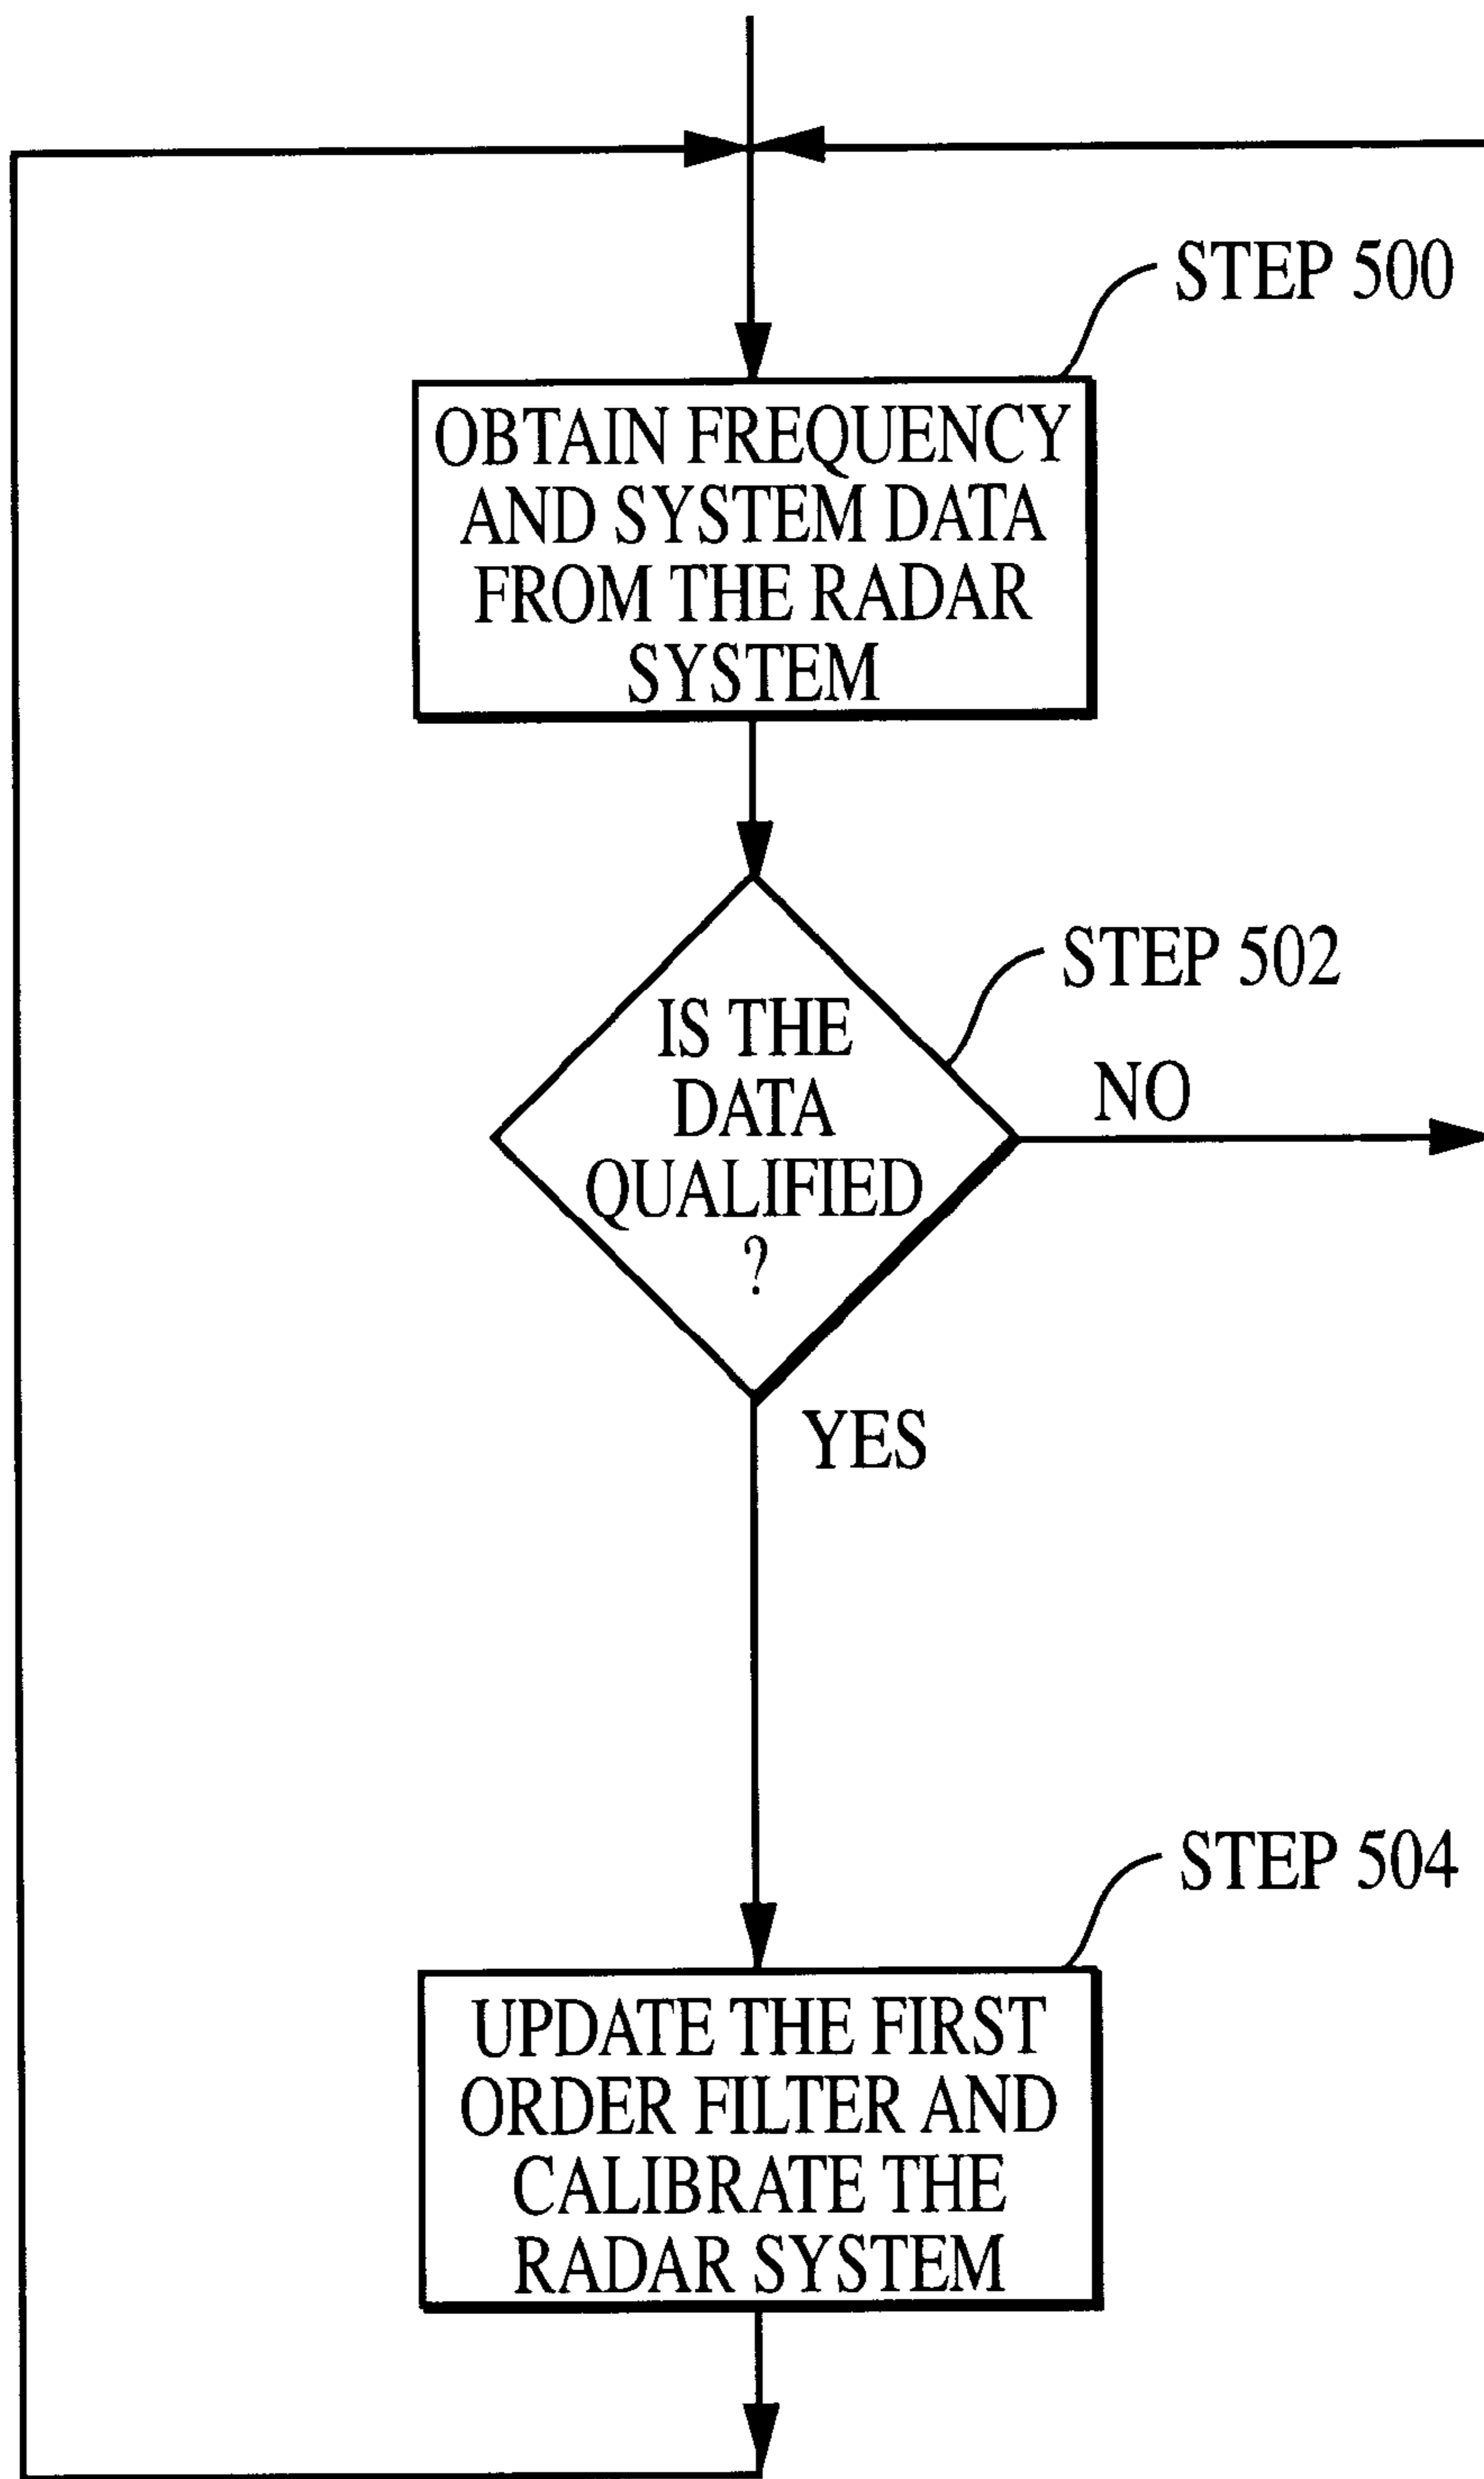 STEP 500
OBTAIN FREQUENCY
AND SYSTEM DATA
FROM THE RADAR
SYSTEM
STEP 502
IS THE
DATA
QUALIFIED
?
NO
YES
STEP 504
UPDATE THE FIRST
ORDER FILTER AND
CALIBRATE THE
RADAR SYSTEM